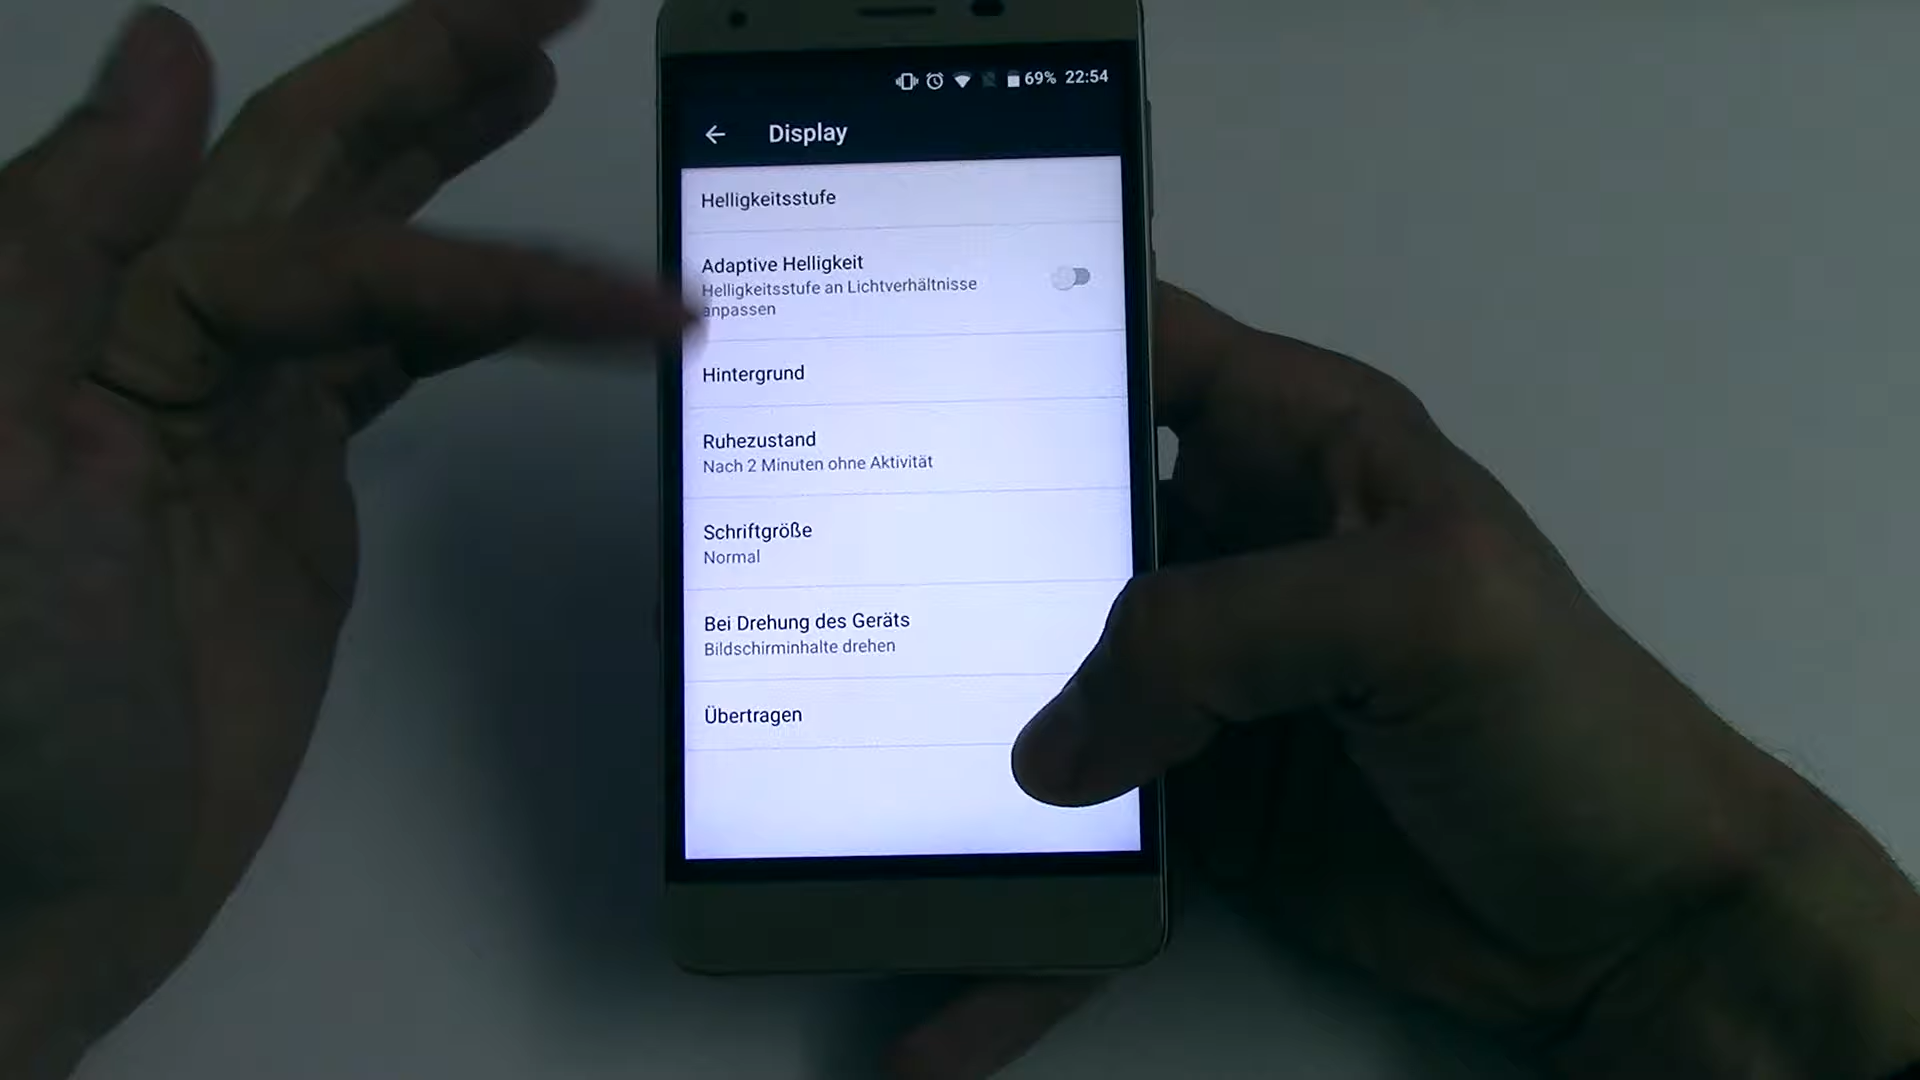 69% 22:54
Display
Helligkeitsstufe
Adaptive Helligkeit
Helligkeitsstufe an Lichtverhältnisse
anpassen
Hintergrund
Ruhezustand
Nach 2 Minuten ohne Aktivität
Schriftgröße
Normal
Bei Drehung des Geräts
Bildschirminhalte drehen
Übertragen